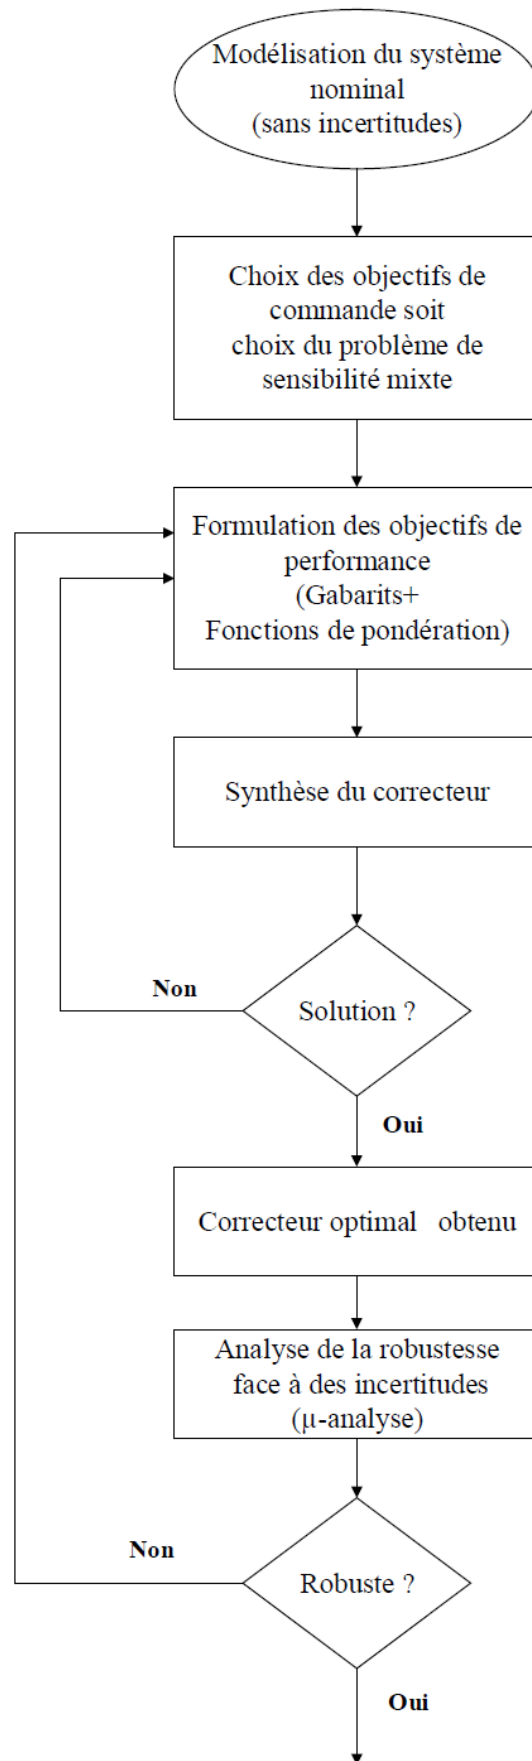 Modélisation du système
nominal
(sans incertitudes)
Choix des objectifs de
commande soit
choix du problème de
sensibilité mixte
Formulation des objectifs de
performance
(Gabarits+
Fonctions de pondération)
Synthèse du correcteur
Non
Solution ?
Oui
Correcteur optimal obtenu
Analyse de la robustesse
face à des incertitudes
(µ-analyse)
Non
Robuste ?
Oui